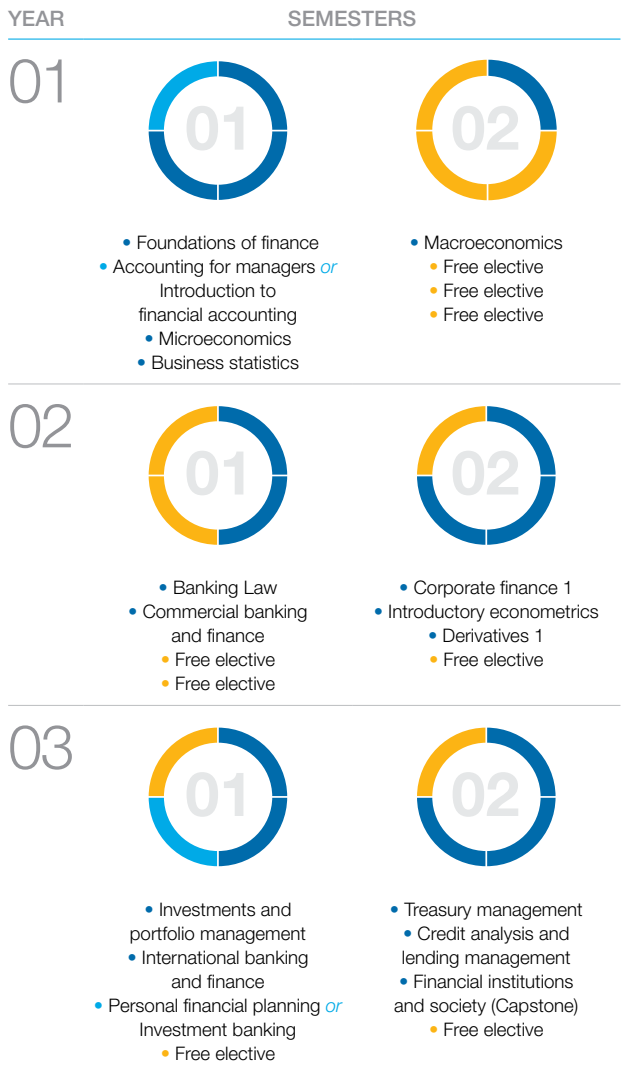 YEAR SEMESTERS
01
01
• Foundations of finance
• Accounting for managers or
Introduction to
financial accounting
• Microeconomics
• Business statistics
02
• Macroeconomics
• Free elective
• Free elective
• Free elective
02
01
• Banking Law
• Commercial banking
and finance
• Free elective
• Free elective
02
• Corporate finance 1
• Introductory econometrics
• Derivatives 1
• Free elective
03
01
• Investments and
portfolio management
• International banking
and finance
• Personal financial planning or
Investment banking
• Free elective
02
• Treasury management
• Credit analysis and
lending management
• Financial institutions
and society (Capstone)
• Free elective